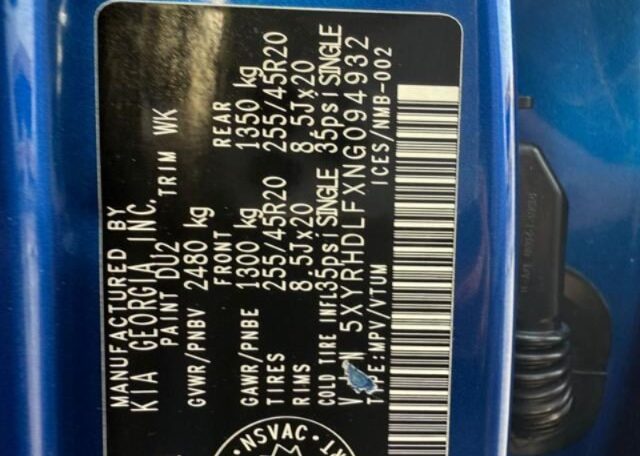 MANUFACTURED BY
KIA GEORGIA INC.
PAINT DU2 TRIM WK
GVWR/PNBV 2480 kg
FRONT REAR
GAWR/PNBE 1300 kg 1350 kg
TIRES 255/45R20 255/45R20
RIMS 8.5Jx20 8.5Jx20
COLD TIRE INFL 35psi SINGLE 35psi SINGLE
V N 5XYRHDLFXNG094932
TYPE:MPV/VTUM ICES/NMB-002
NSVAC